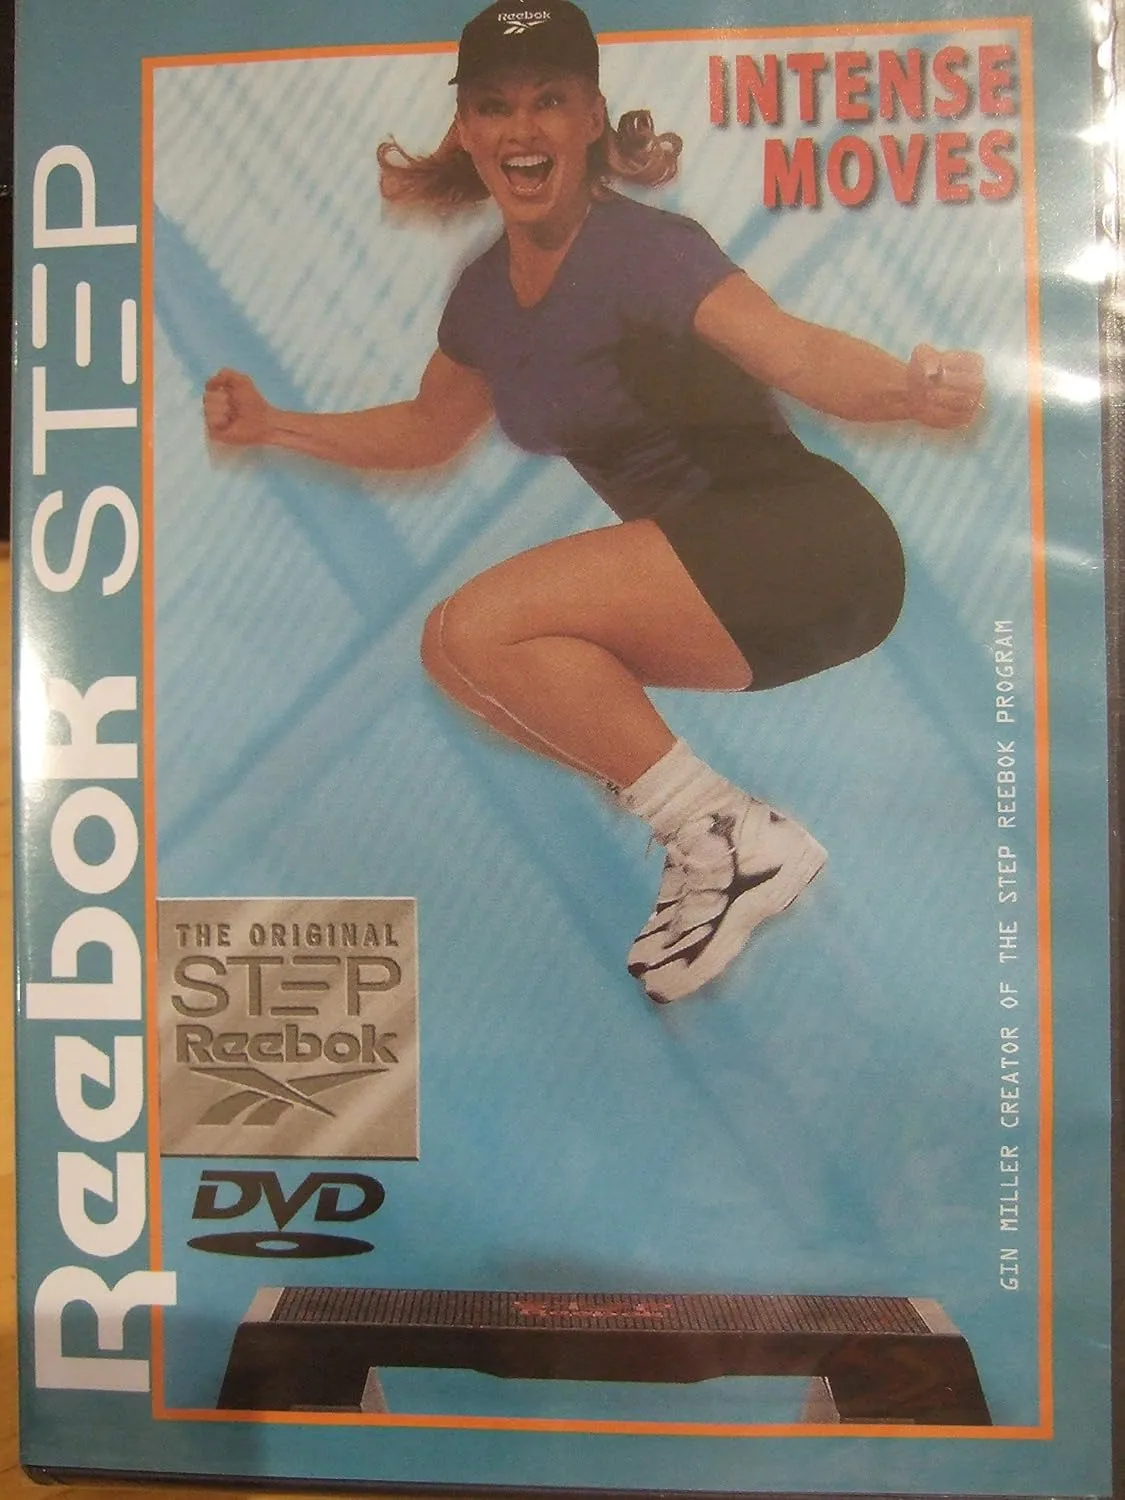 Reebok
INTENSE
MOVES
Reebok STEP
THE ORIGINAL
STEP
Reebok
DVD
GIN MILLER CREATOR OF THE STEP REEBOK PROGRAM